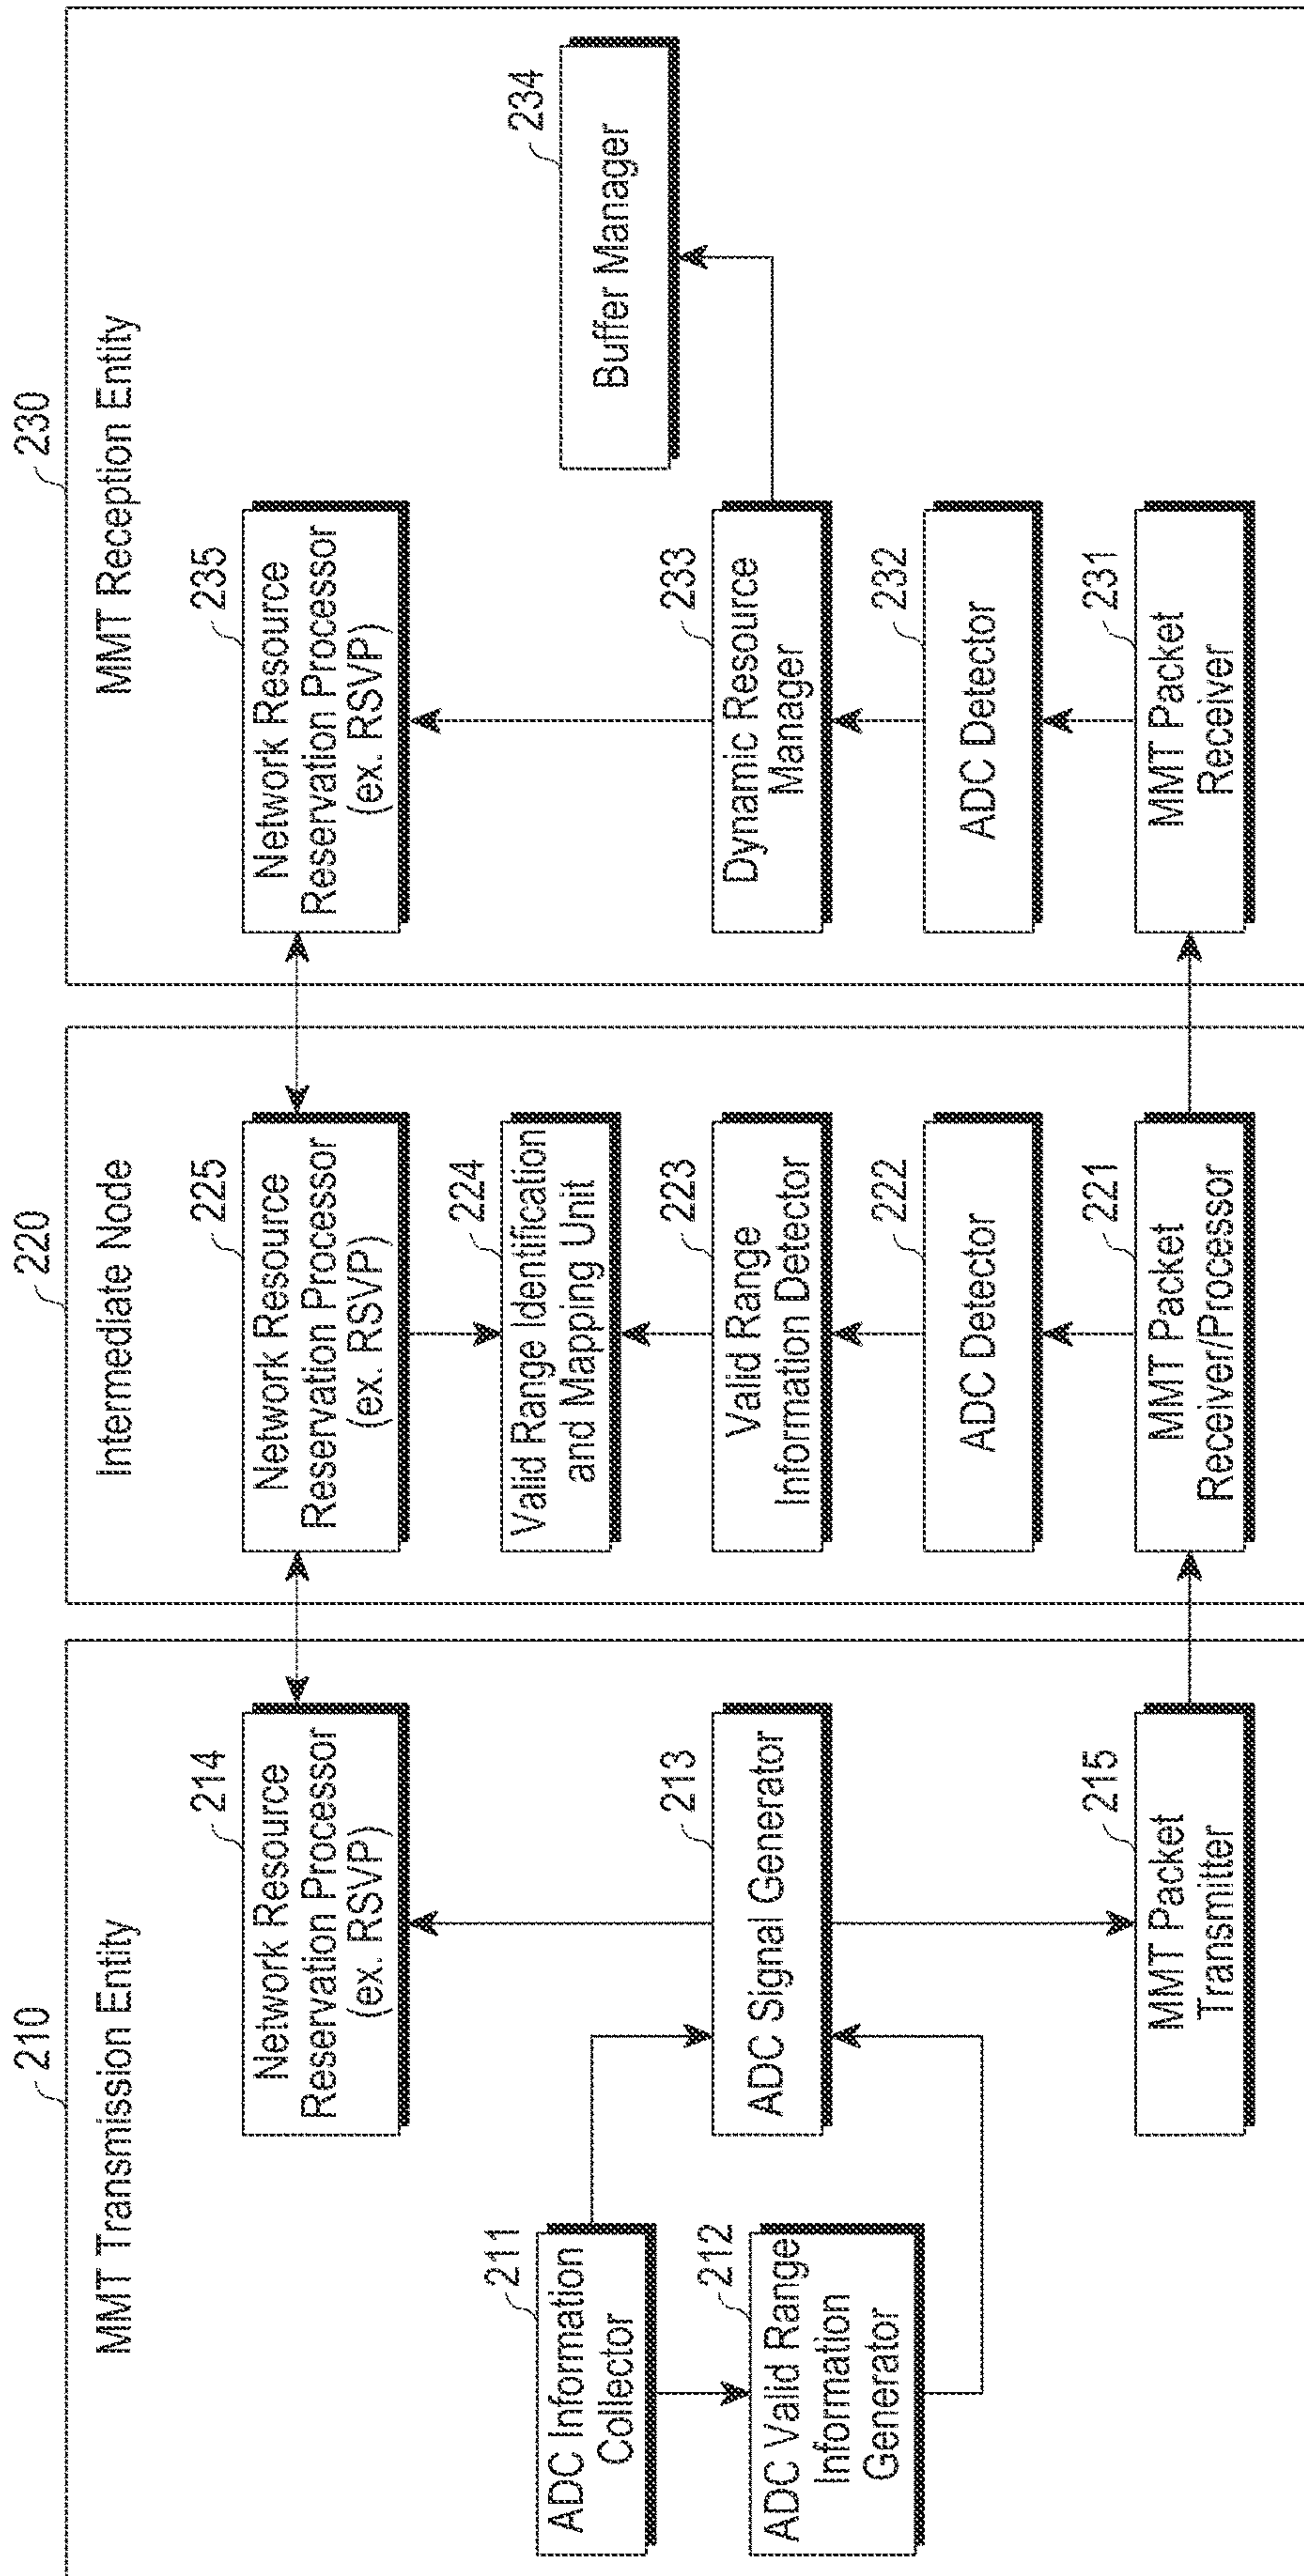 210
MMT Transmission Entity
214
Network Resource
Reservation Processor
(ex. RSVP)
211
ADC Information
Collector
212
ADC Valid Range
Information
Generator
213
ADC Signal Generator
215
MMT Packet
Transmitter
220
Intermediate Node
225
Network Resource
Reservation Processor
(ex. RSVP)
224
Valid Range Identification
and Mapping Unit
223
Valid Range
Information Detector
222
ADC Detector
221
MMT Packet
Receiver/Processor
230
MMT Reception Entity
235
Network Resource
Reservation Processor
(ex. RSVP)
234
Buffer Manager
233
Dynamic Resource
Manager
232
ADC Detector
231
MMT Packet
Receiver